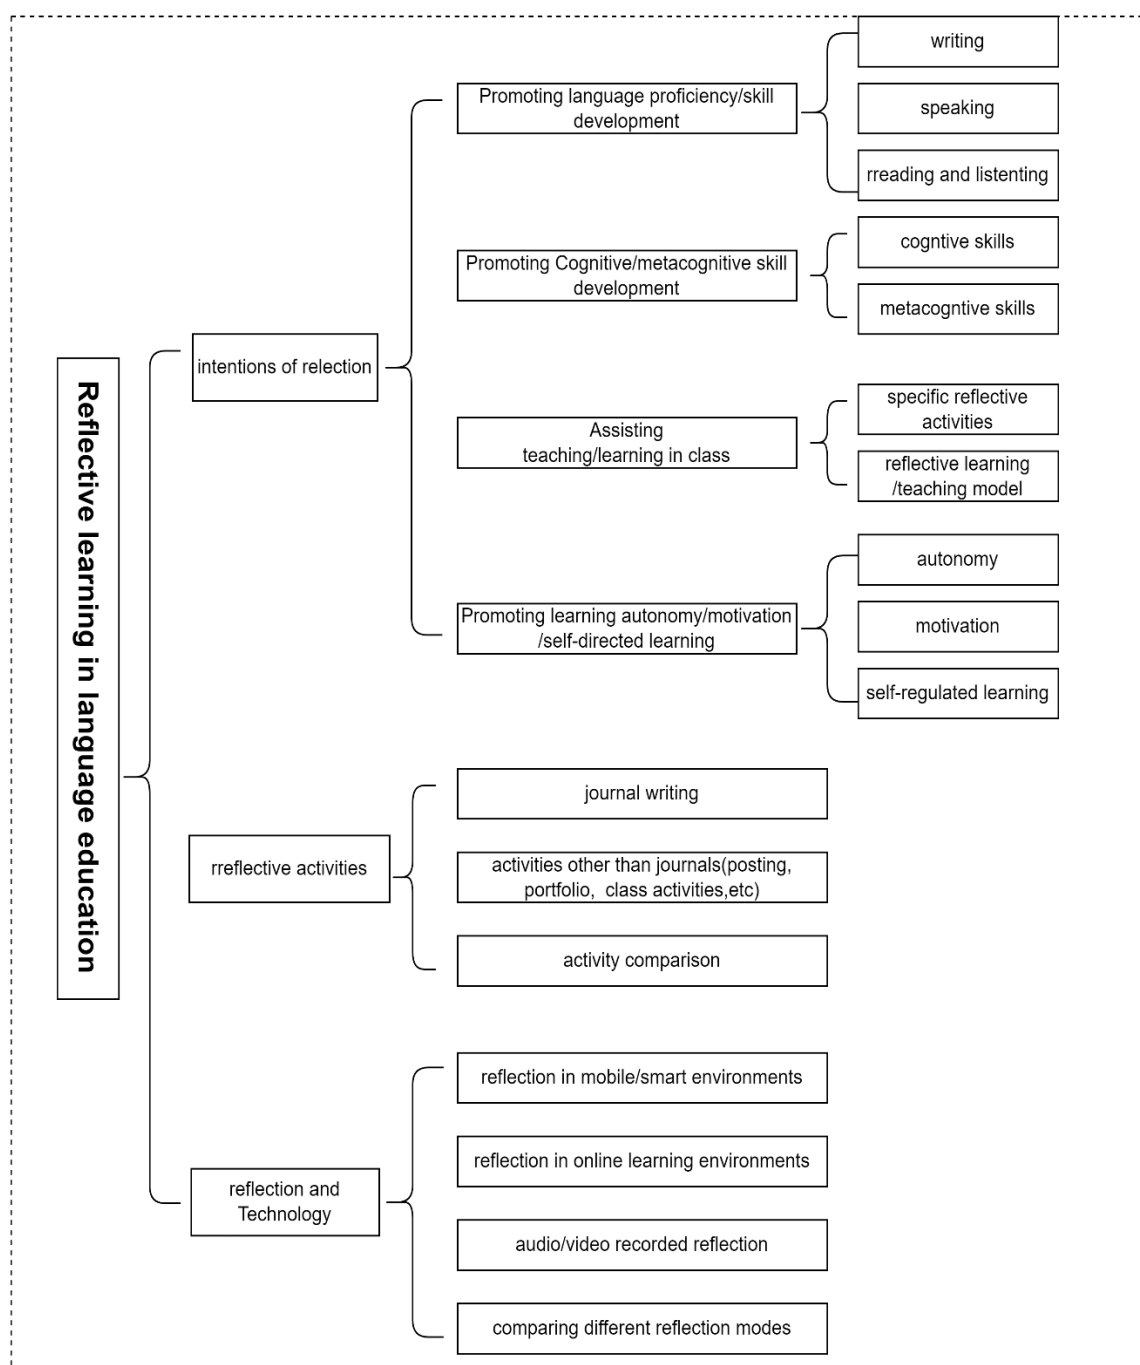 Reflective learning in language education
intentions of relection
Promoting language proficiency/skill
development
writing
speaking
rreading and listenting
Promoting Cognitive/metacognitive skill
development
cogntive skills
metacogntive skills
Assisting
teaching/learning in class
specific reflective
activities
reflective learning
/teaching model
Promoting learning autonomy/motivation
/self-directed learning
autonomy
motivation
self-regulated learning
rreflective activities
journal writing
activities other than journals(posting,
portfolio, class activities,etc)
activity comparison
reflection and
Technology
reflection in mobile/smart environments
reflection in online learning environments
audio/video recorded reflection
comparing different reflection modes